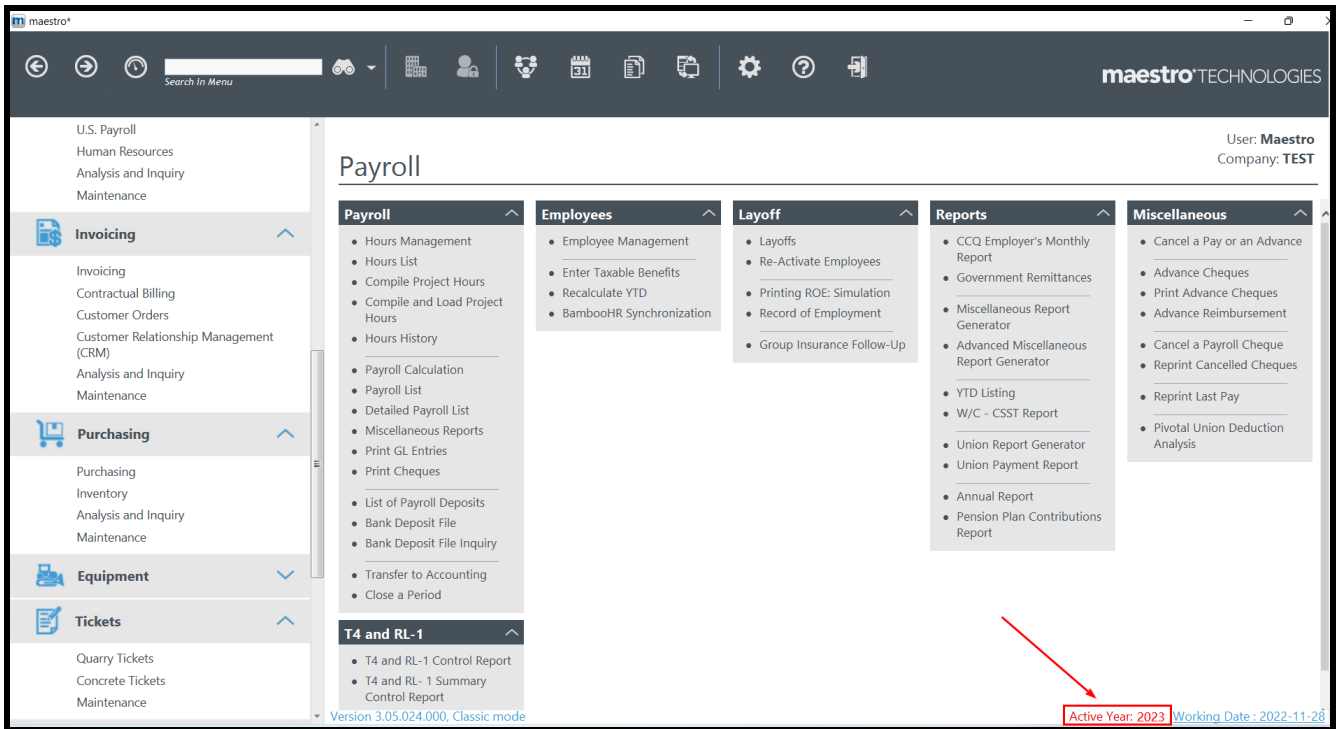 maestro*
31
Search In Menu
maestro*TECHNOLOGIES
U.S. Payroll
Human Resources
Analysis and Inquiry
Maintenance
Invoicing
Invoicing
Contractual Billing
Customer Orders
Customer Relationship Management
(CRM)
Analysis and Inquiry
Maintenance
Purchasing
Purchasing
Inventory
Analysis and Inquiry
Maintenance
Equipment
Tickets
Quarry Tickets
Concrete Tickets
Maintenance
User: Maestro
Company: TEST
Payroll
Payroll
Hours Management
Hours List
Compile Project Hours
Compile and Load Project
Hours
Hours History
Payroll Calculation
Payroll List
Detailed Payroll List
Miscellaneous Reports
Print GL Entries
Print Cheques
List of Payroll Deposits
Bank Deposit File
Bank Deposit File Inquiry
Transfer to Accounting
Close a Period
T4 and RL-1
T4 and RL-1 Control Report
T4 and RL- 1 Summary
Control Report
Employees
Employee Management
Enter Taxable Benefits
Recalculate YTD
BambooHR Synchronization
Layoff
Layoffs
Re-Activate Employees
Printing ROE: Simulation
Record of Employment
Group Insurance Follow-Up
Reports
CCQ Employer's Monthly
Report
Government Remittances
Miscellaneous Report
Generator
Advanced Miscellaneous
Report Generator
YTD Listing
W/C - CSST Report
Union Report Generator
Union Payment Report
Annual Report
Pension Plan Contributions
Report
Miscellaneous
Cancel a Pay or an Advance
Advance Cheques
Print Advance Cheques
Advance Reimbursement
Cancel a Payroll Cheque
Reprint Cancelled Cheques
Reprint Last Pay
Pivotal Union Deduction
Analysis
Version 3.05.024.000, Classic mode
Active Year: 2023
Working Date : 2022-11-28